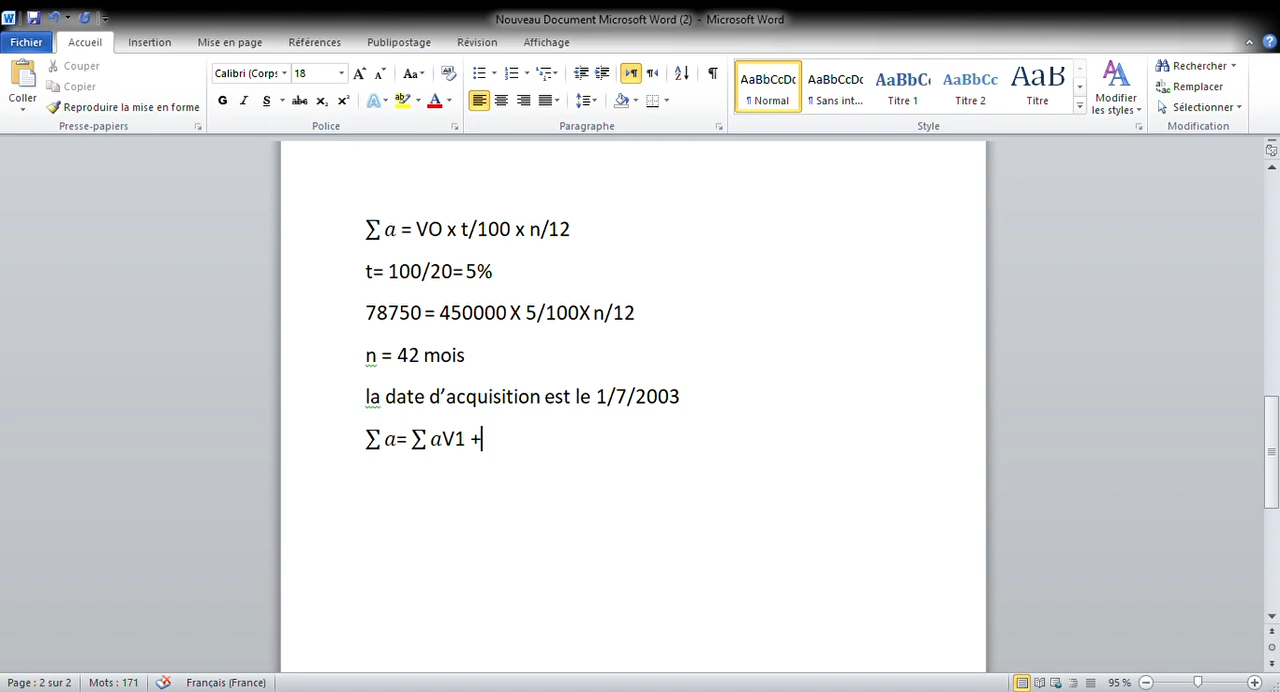 Nouveau Document Microsoft Word (2) - Microsoft Word
Fichier Accueil Insertion Mise en page Références Publipostage Révision Affichage
Coller
Couper
Copier
Reproduire la mise en forme
Presse-papiers
Calibri (Corps 18
G I S abc x₂ x²
Police
Paragraphe
AaBbCcDc AaBbCcDc AaBbC AaBbCc AaB
¶ Normal ¶ Sans int... Titre 1 Titre 2 Titre
Modifier les styles
Style
Rechercher
Remplacer
Sélectionner
Modification
∑ a = VO x t/100 x n/12
t= 100/20= 5%
78750 = 450000 X 5/100X n/12
n = 42 mois
la date d’acquisition est le 1/7/2003
∑ a= ∑ aV1 +
Page : 2 sur 2 Mots : 171 Français (France) 95 %